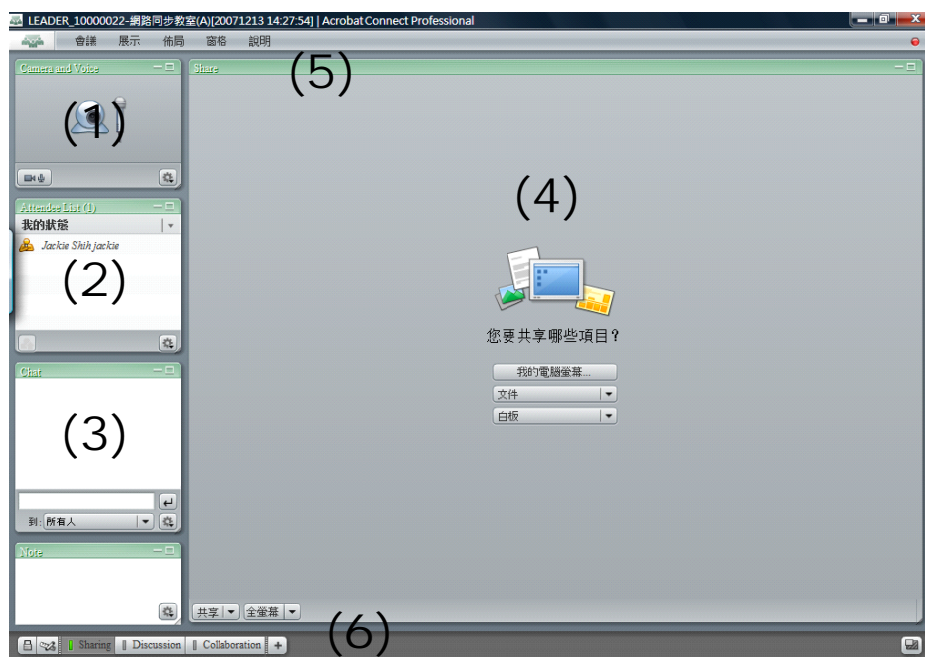 LEADER_10000022-網路同步教室(A)[20071213 14:27:54] | Acrobat Connect Professional
會議 展示 佈局 窗格 說明
(5)
Camera and Voice
(1)
Attendee List (1)
我的狀態
Jackie Shih jackie
(2)
Chat
(3)
到: 所有人
Note
Share
(4)
您要共享哪些項目?
我的電腦螢幕...
文件
白板
共享 全螢幕
(6)
Sharing Discussion Collaboration +